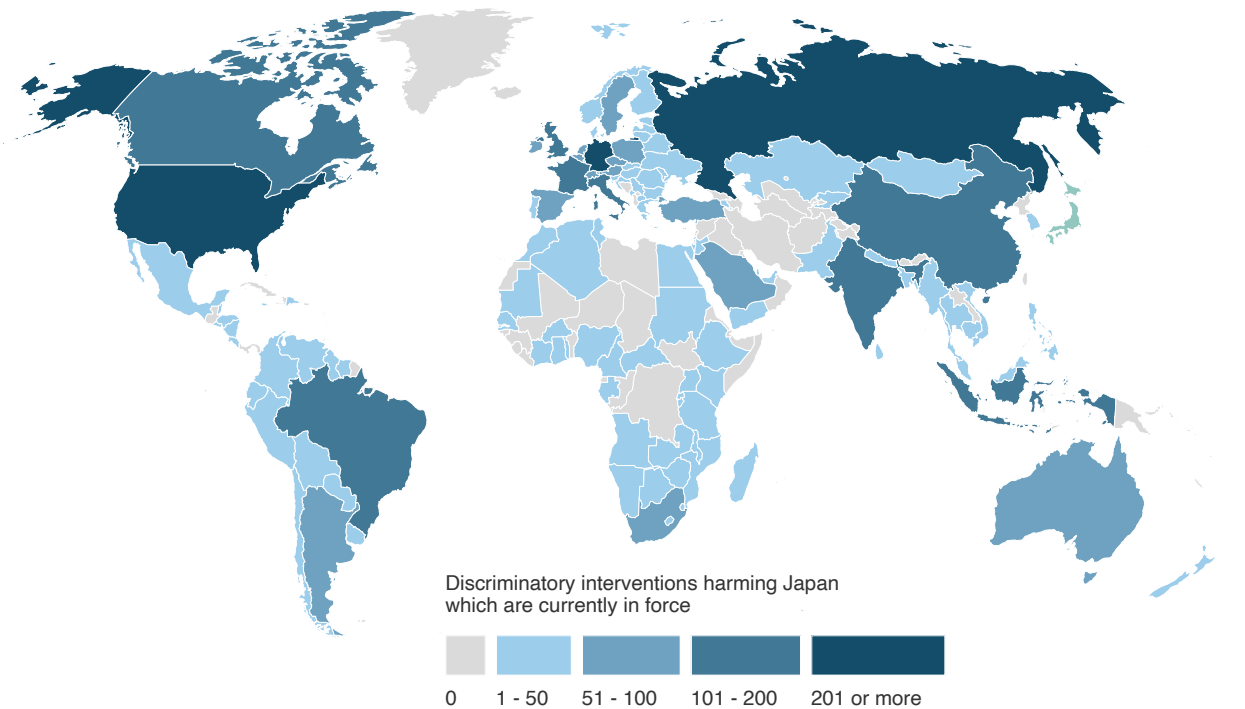 Discriminatory interventions harming Japan
which are currently in force
0
1 - 50
51 - 100
101 - 200
201 or more